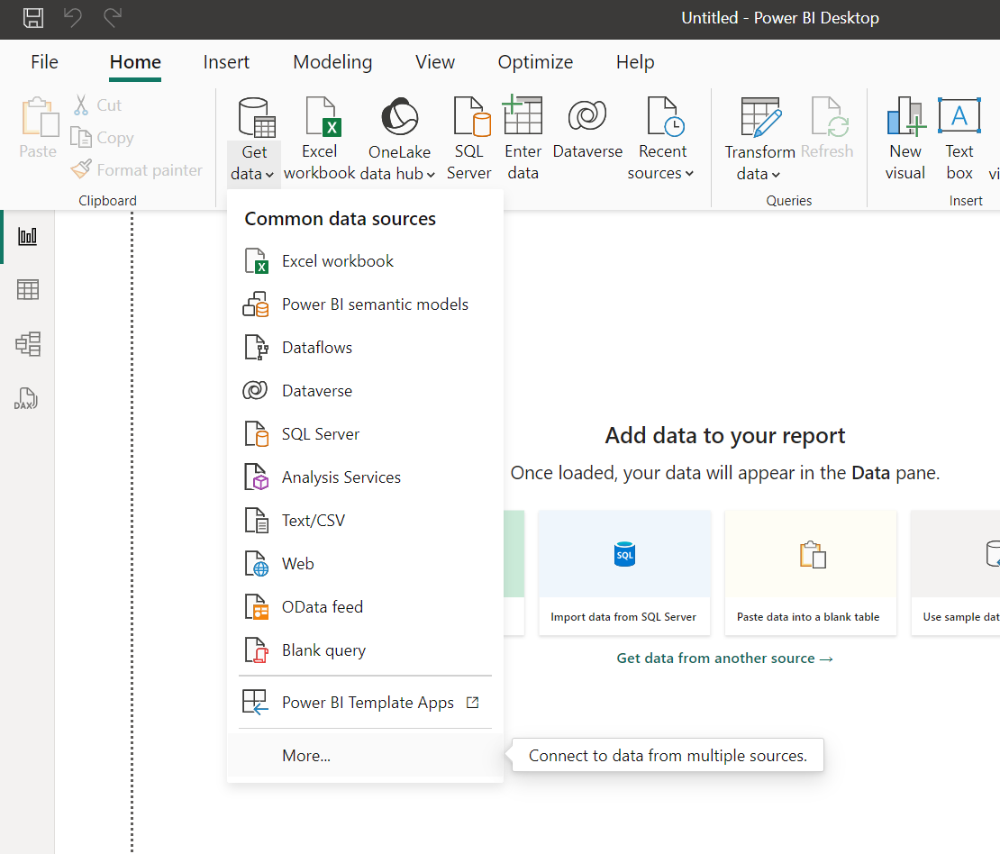 Untitled - Power BI Desktop
File Home Insert Modeling View Optimize Help
Paste
Cut
Copy
Format painter
Clipboard
Get data
Excel workbook
OneLake data hub
SQL Server
Enter data
Dataverse
Recent sources
Transform data
Refresh
Queries
New visual
Text box
Insert
Common data sources
Excel workbook
Power BI semantic models
Dataflows
Dataverse
SQL Server
Analysis Services
Text/CSV
Web
OData feed
Blank query
Power BI Template Apps
More...
Connect to data from multiple sources.
DAX
Add data to your report
Once loaded, your data will appear in the Data pane.
SQL
Import data from SQL Server
Paste data into a blank table
Use sample dat
Get data from another source →